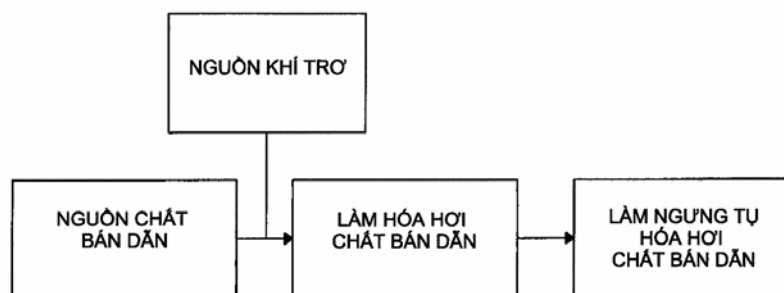 NGUỒN KHÍ TRƠ
NGUỒN CHẤT
BÁN DẪN
LÀM HÓA HƠI
CHẤT BÁN DẪN
LÀM NGƯNG TỤ
HÓA HƠI
CHẤT BÁN DẪN